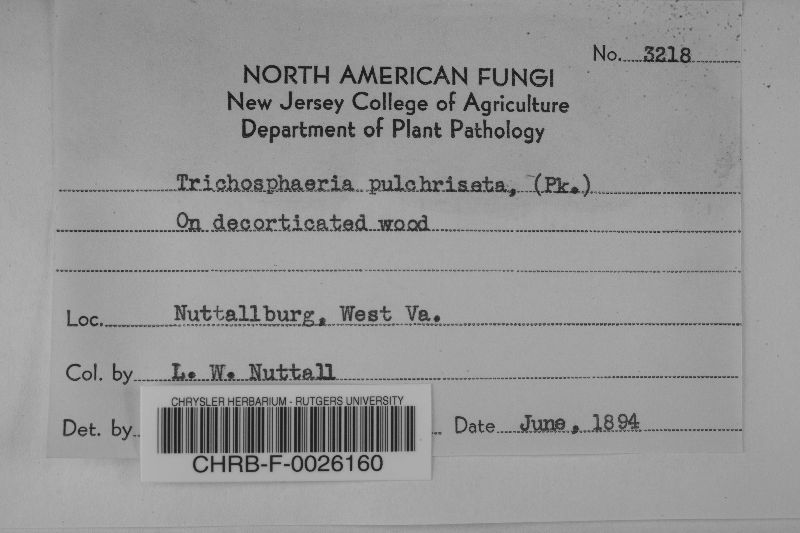 No. 3218
NORTH AMERICAN FUNGI
New Jersey College of Agriculture
Department of Plant Pathology
Trichosphaeria pulchriseta, (Pk.)
On decorticated wood
Loc. Nuttallburg, West Va.
Col. by L. W. Nuttall
Det. by Date June, 1894
CHRYSLER HERBARIUM - RUTGERS UNIVERSITY
CHRB-F-0026160